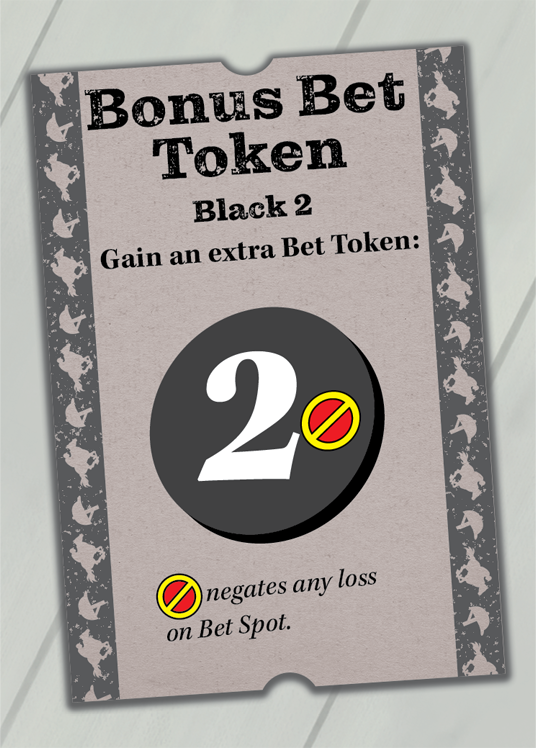 Bonus Bet
Token
Black 2
Gain an extra Bet Token:
2
negates any loss
on Bet Spot.